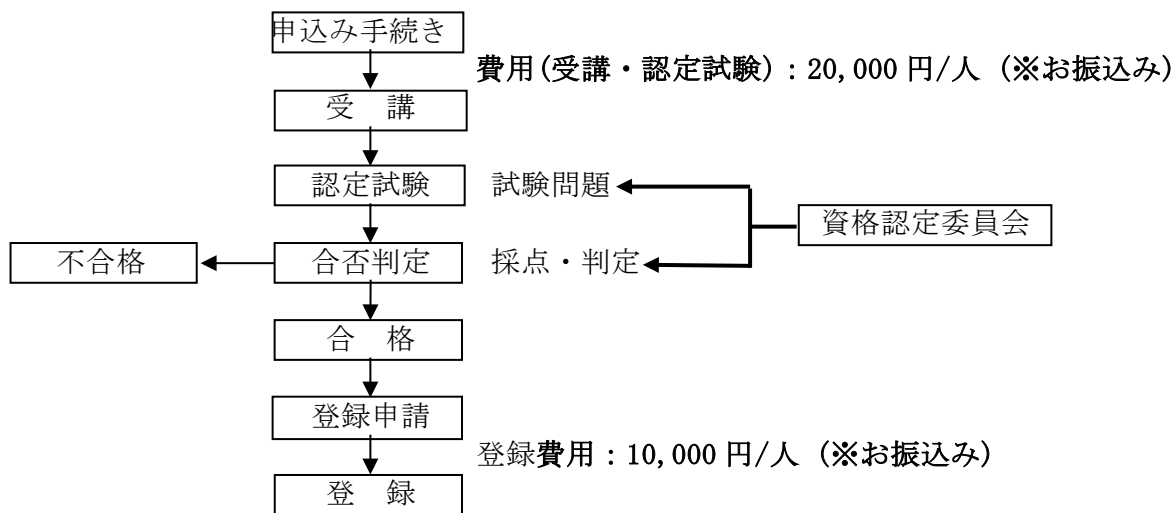 申込み手続き
費用(受講・認定試験)：20,000円/人 (※お振込み)
受　講
認定試験
試験問題
資格認定委員会
不合格
合否判定
採点・判定
合　格
登録申請
登録費用：10,000円/人 (※お振込み)
登　録